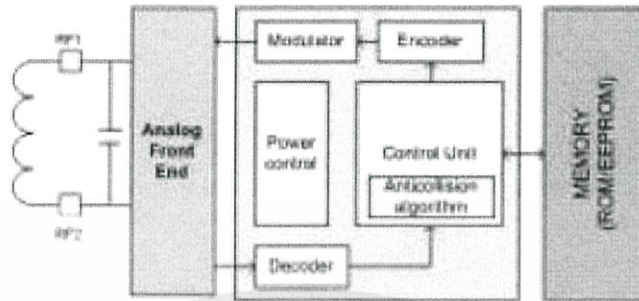 RF1
Modulator
Encoder
Analog
Front
End
Power
control
Control Unit
Anticollision
algorithm
MEMORY
(ROM/EEPROM)
RF2
Decoder